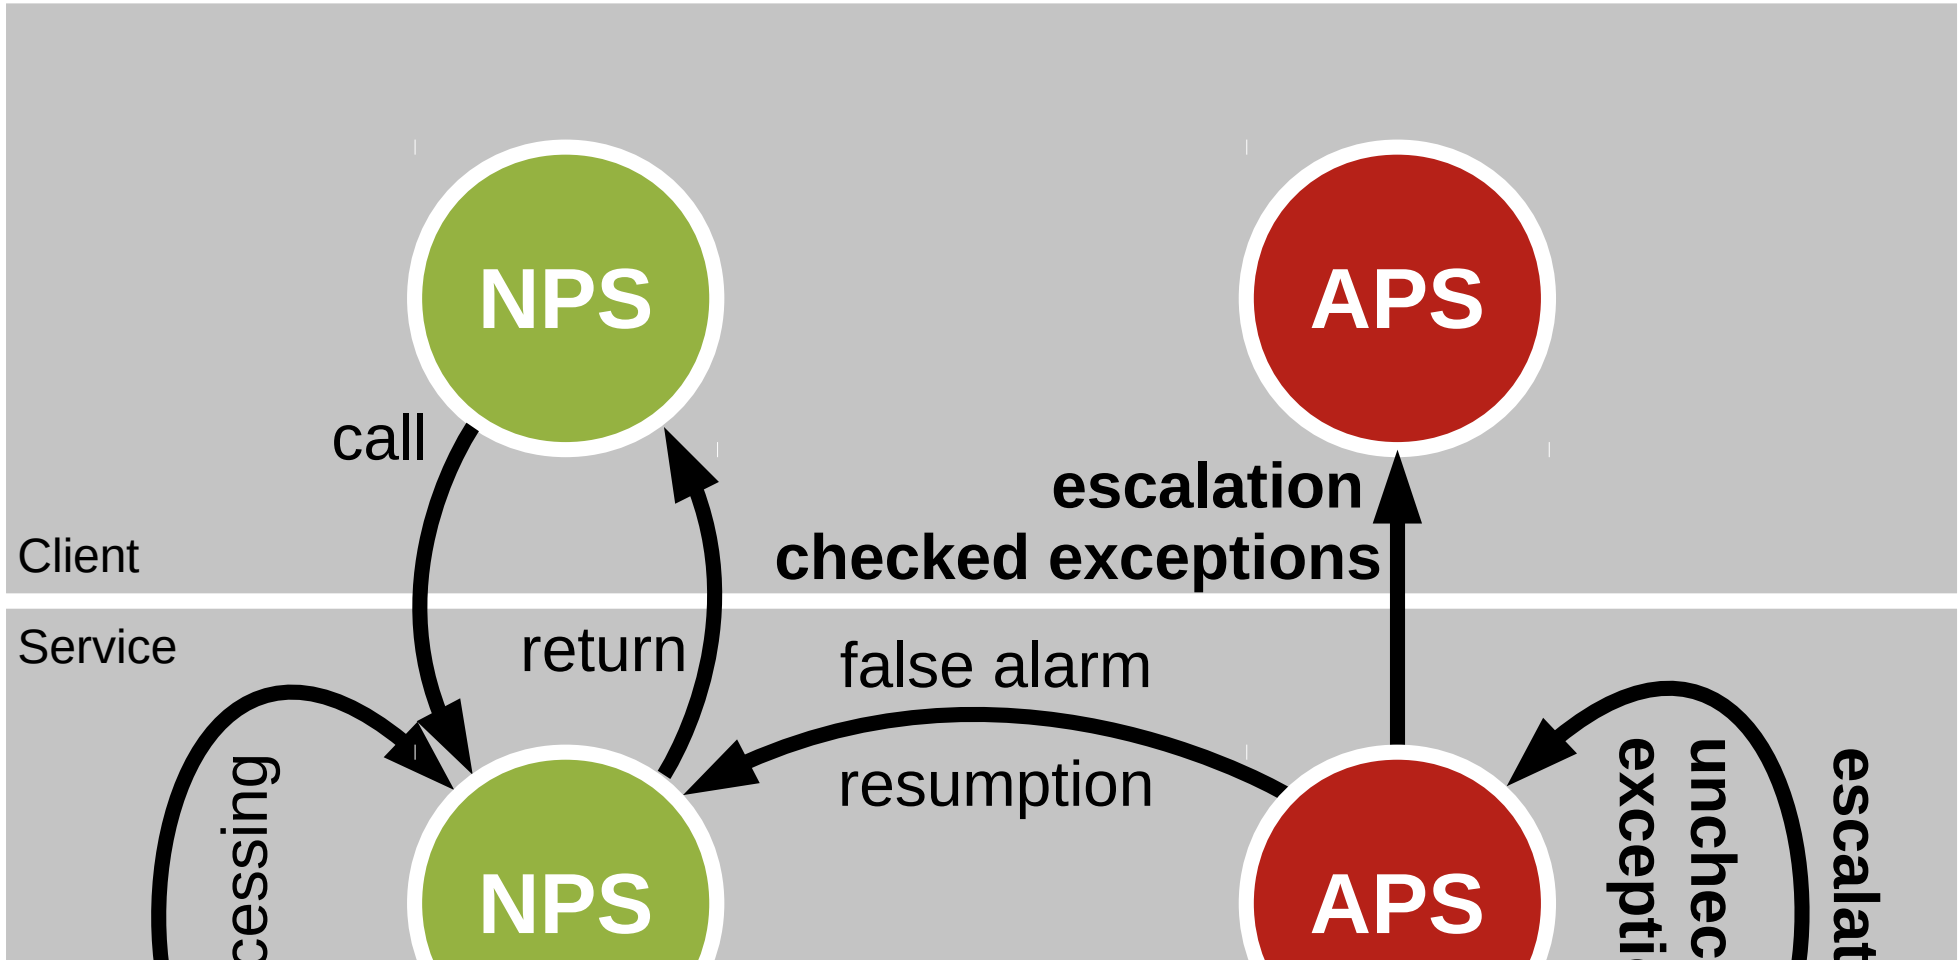 NPS
APS
call
escalation
checked exceptions
Client
Service
return
false alarm
resumption
NPS
APS